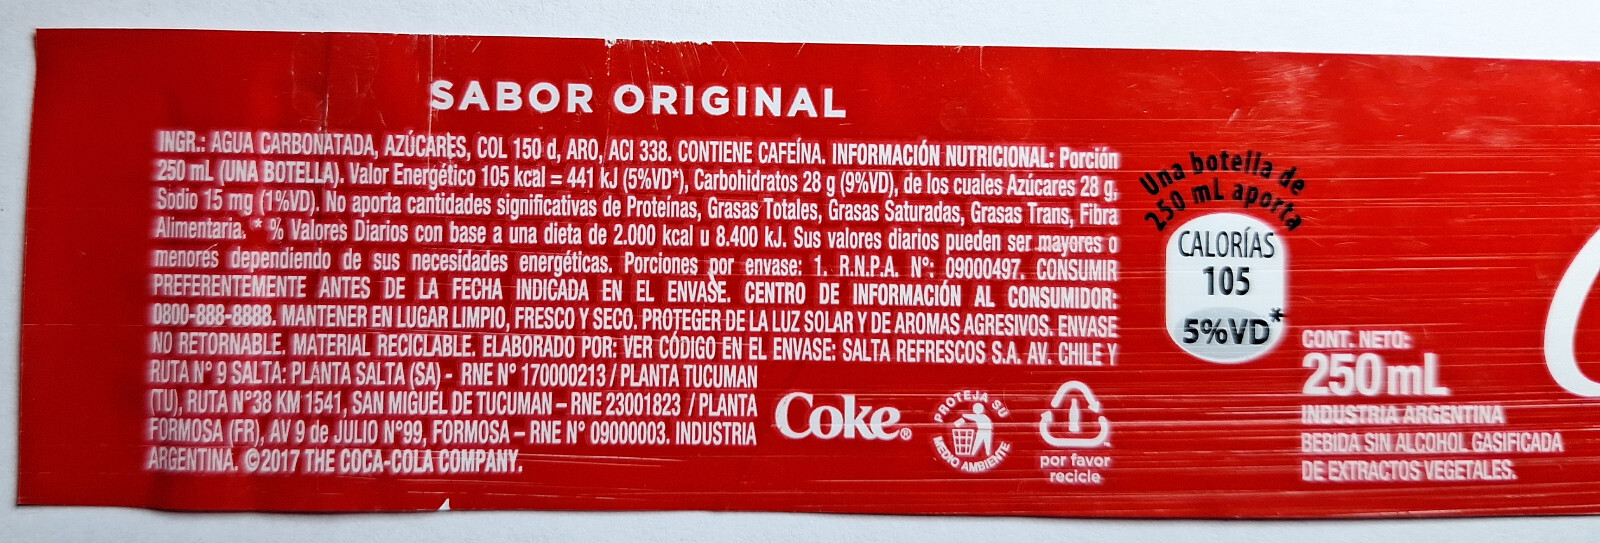 SABOR ORIGINAL
INGR.: AGUA CARBONATADA, AZÚCARES, COL 150 d, ARO, ACI 338. CONTIENE CAFEÍNA. INFORMACIÓN NUTRICIONAL: Porción
250 mL (UNA BOTELLA). Valor Energético 105 kcal = 441 kJ (5%VD*), Carbohidratos 28 g (9%VD), de los cuales Azúcares 28 g,
Sodio 15 mg (1%VD). No aporta cantidades significativas de Proteínas, Grasas Totales, Grasas Saturadas, Grasas Trans, Fibra
Alimentaria. * % Valores Diarios con base a una dieta de 2.000 kcal u 8.400 kJ. Sus valores diarios pueden ser mayores o
menores dependiendo de sus necesidades energéticas. Porciones por envase: 1. R.N.P.A. N°: 09000497. CONSUMIR
PREFERENTEMENTE ANTES DE LA FECHA INDICADA EN EL ENVASE. CENTRO DE INFORMACIÓN AL CONSUMIDOR:
0800-888-8888. MANTENER EN LUGAR LIMPIO, FRESCO Y SECO. PROTEGER DE LA LUZ SOLAR Y DE AROMAS AGRESIVOS. ENVASE
NO RETORNABLE. MATERIAL RECICLABLE. ELABORADO POR: VER CÓDIGO EN EL ENVASE: SALTA REFRESCOS S.A. AV. CHILE Y
RUTA N° 9 SALTA: PLANTA SALTA (SA) - RNE N° 170000213 / PLANTA TUCUMAN
(TU), RUTA N°38 KM 1541, SAN MIGUEL DE TUCUMAN – RNE 23001823 / PLANTA
FORMOSA (FR), AV 9 de JULIO N°99, FORMOSA – RNE N° 09000003. INDUSTRIA
ARGENTINA. ©2017 THE COCA-COLA COMPANY.
Coke®
PROTEJA SU
MEDIO AMBIENTE
por favor
recicle
Una botella de
250 mL aporta
CALORÍAS
105
5%VD*
CONT. NETO:
250 mL
INDUSTRIA ARGENTINA
BEBIDA SIN ALCOHOL GASIFICADA
DE EXTRACTOS VEGETALES.